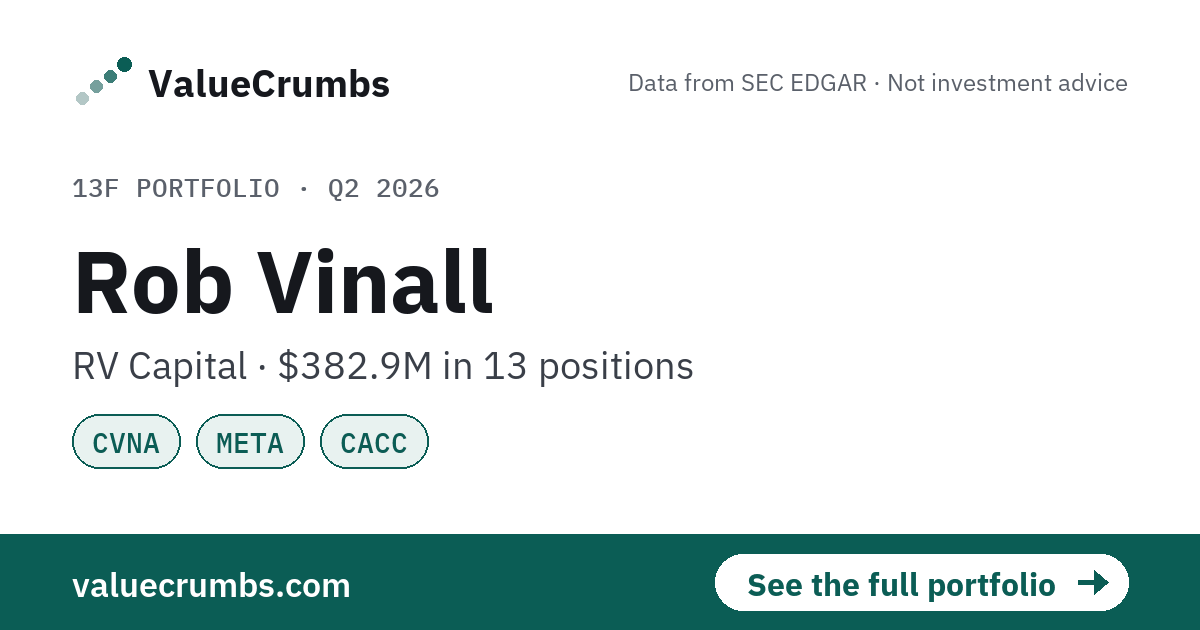 ValueCrumbs
Data from SEC EDGAR · Not investment advice
13F PORTFOLIO · Q2 2026
Rob Vinall
RV Capital · $382.9M in 13 positions
CVNA META CACC
valuecrumbs.com
See the full portfolio →